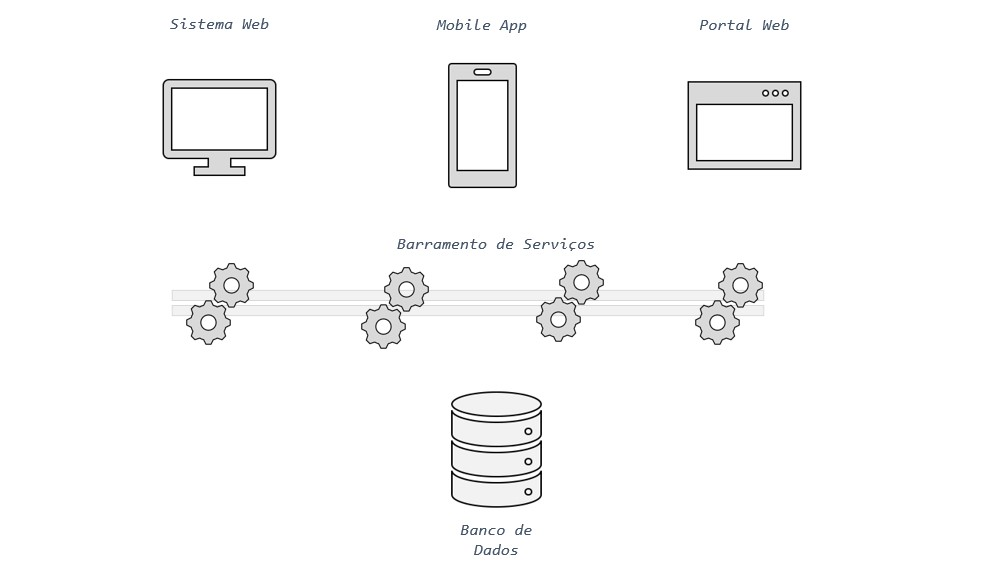 Sistema Web
Mobile App
Portal Web
Barramento de Serviços
Banco de
Dados